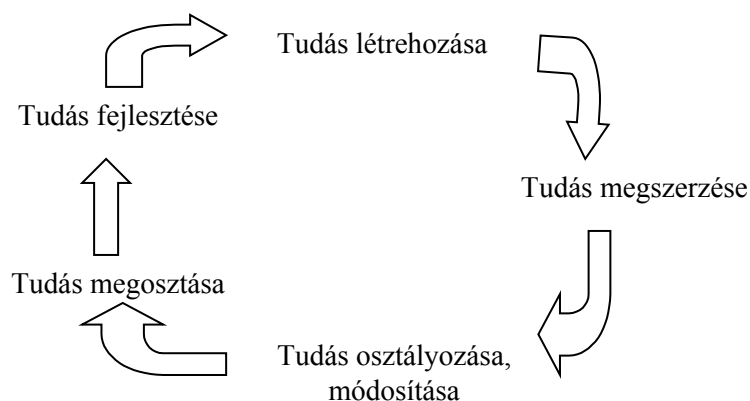 Tudás létrehozása
Tudás fejlesztése
Tudás megszerzése
Tudás megosztása
Tudás osztályozása,
módosítása